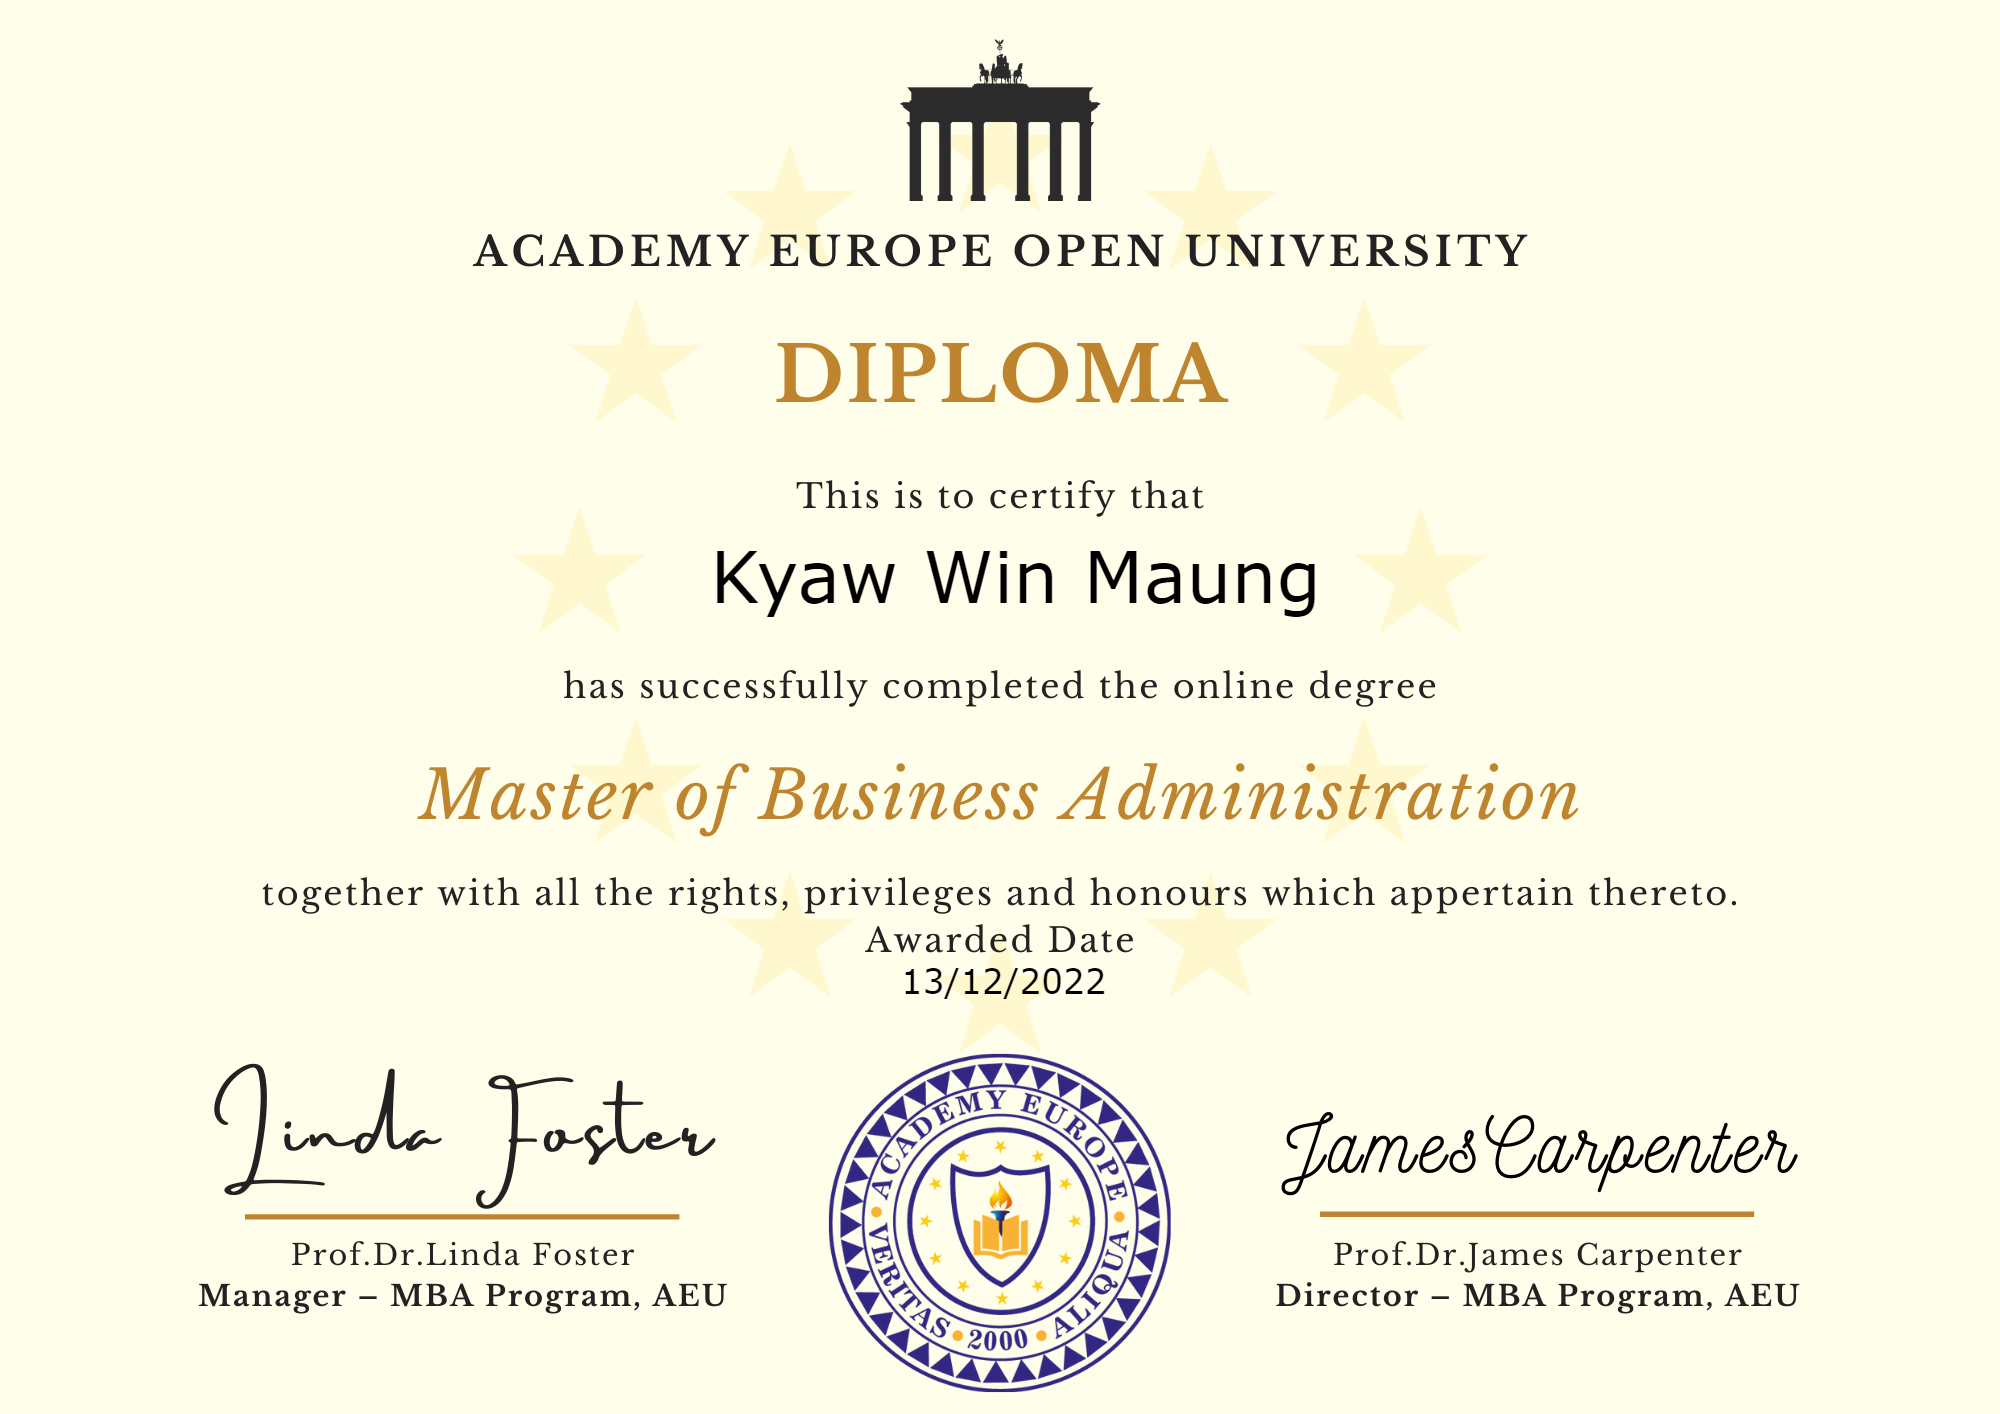 ACADEMY EUROPE OPEN UNIVERSITY
DIPLOMA
This is to certify that
Kyaw Win Maung
has successfully completed the online degree
Master of Business Administration
together with all the rights, privileges and honours which appertain thereto.
Awarded Date
13/12/2022
Linda Foster
Prof.Dr.Linda Foster
Manager – MBA Program, AEU
ACADEMY EUROPE
VERITAS • 2000 • ALIQUA
James Carpenter
Prof.Dr.James Carpenter
Director – MBA Program, AEU